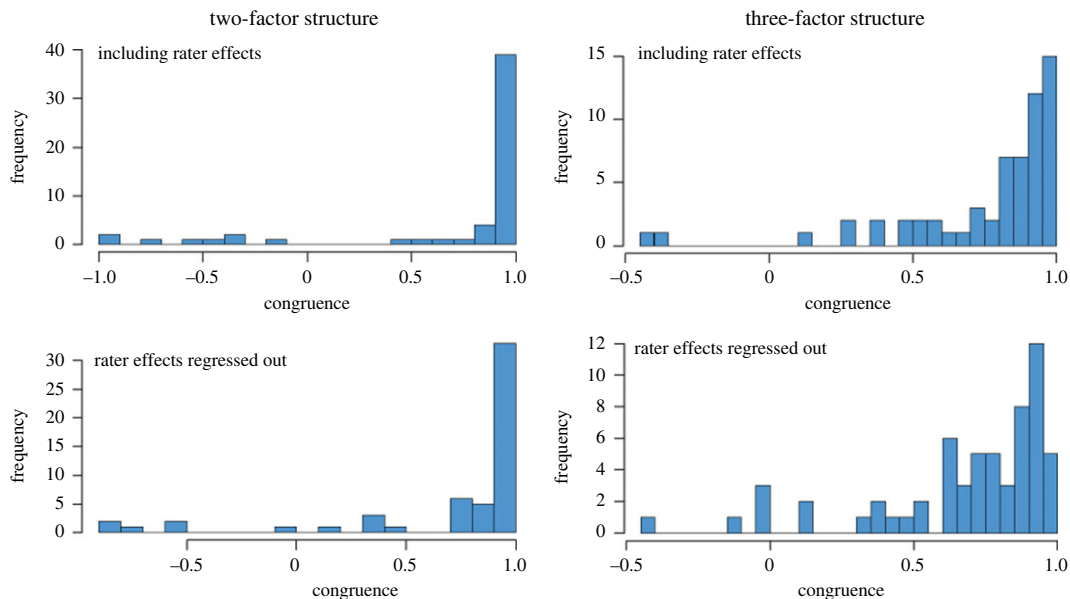 two-factor structure
three-factor structure
including rater effects
frequency
40
30
20
10
0
–1.0 –0.5 0 0.5 1.0
congruence
including rater effects
frequency
15
10
5
0
–0.5 0 0.5 1.0
congruence
rater effects regressed out
frequency
30
25
20
15
10
5
0
–0.5 0 0.5 1.0
congruence
rater effects regressed out
frequency
12
10
8
6
4
2
0
–0.5 0 0.5 1.0
congruence